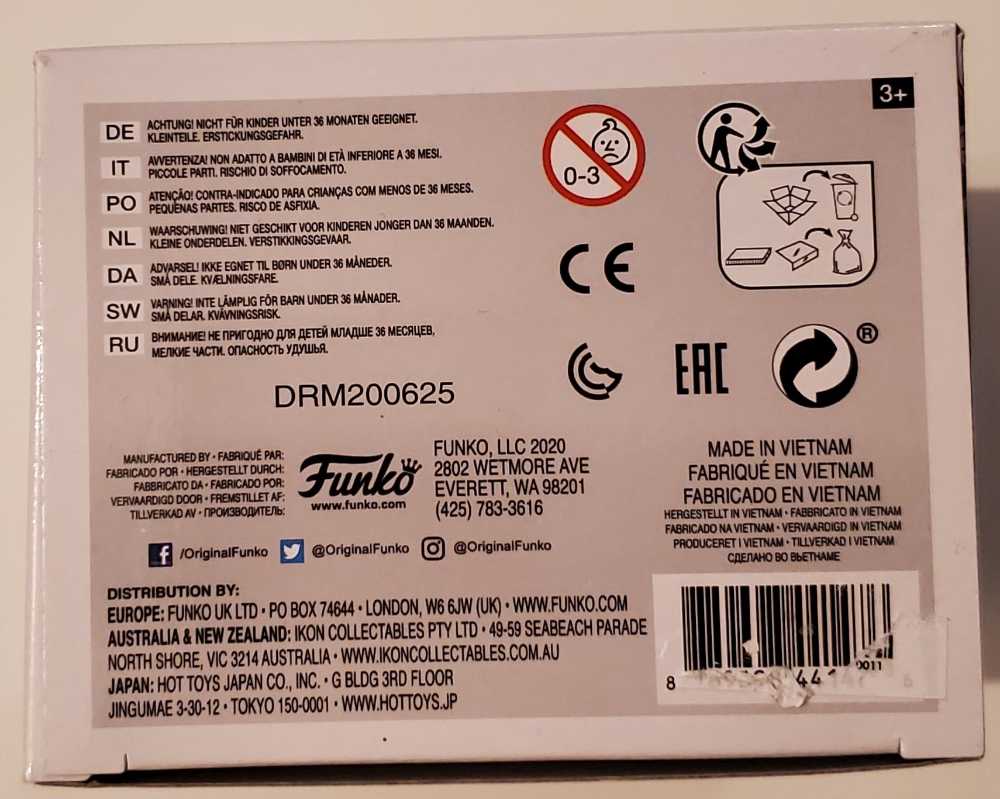 3+
DE ACHTUNG! NICHT FÜR KINDER UNTER 36 MONATEN GEEIGNET.
KLEINTEILE. ERSTICKUNGSGEFAHR.
IT AVVERTENZA! NON ADATTO A BAMBINI DI ETÀ INFERIORE A 36 MESI.
PICCOLE PARTI. RISCHIO DI SOFFOCAMENTO.
PO ATENÇÃO! CONTRA-INDICADO PARA CRIANÇAS COM MENOS DE 36 MESES.
PEQUENAS PARTES. RISCO DE ASFIXIA.
NL WAARSCHUWING! NIET GESCHIKT VOOR KINDEREN JONGER DAN 36 MAANDEN.
KLEINE ONDERDELEN. VERSTIKKINGSGEVAAR.
DA ADVARSEL! IKKE EGNET TIL BØRN UNDER 36 MÅNEDER.
SMÅ DELE. KVÆLNINGSFARE.
SW VARNING! INTE LÄMPLIG FÖR BARN UNDER 36 MÅNADER.
SMÅ DELAR. KVÄVNINGSRISK.
RU ВНИМАНИЕ! НЕ ПРИГОДНО ДЛЯ ДЕТЕЙ МЛАДШЕ 36 МЕСЯЦЕВ,
МЕЛКИЕ ЧАСТИ. ОПАСНОСТЬ УДУШЬЯ.
0-3
CE
EAC
®
DRM200625
MANUFACTURED BY • FABRIQUÉ PAR:
FABRICADO POR • HERGESTELLT DURCH:
FABBRICATO DA • FABRICADO POR:
VERVAARDIGD DOOR • FREMSTILLET AF:
TILLVERKAD AV • ПРОИЗВОДИТЕЛЬ:
Funko
www.funko.com
FUNKO, LLC 2020
2802 WETMORE AVE
EVERETT, WA 98201
(425) 783-3616
/OriginalFunko @OriginalFunko @OriginalFunko
MADE IN VIETNAM
FABRIQUÉ EN VIETNAM
FABRICADO EN VIETNAM
HERGESTELLT IN VIETNAM • FABBRICATO IN VIETNAM
FABRICADO NA VIETNAM • VERVAARDIGD IN VIETNAM
PRODUCERET I VIETNAM • TILLVERKAD I VIETNAM
СДЕЛАНО ВО ВЬЕТНАМЕ
DISTRIBUTION BY:
EUROPE: FUNKO UK LTD • PO BOX 74644 • LONDON, W6 6JW (UK) • WWW.FUNKO.COM
AUSTRALIA & NEW ZEALAND: IKON COLLECTABLES PTY LTD • 49-59 SEABEACH PARADE
NORTH SHORE, VIC 3214 AUSTRALIA • WWW.IKONCOLLECTABLES.COM.AU
JAPAN: HOT TOYS JAPAN CO., INC. • G BLDG 3RD FLOOR
JINGUMAE 3-30-12 • TOKYO 150-0001 • WWW.HOTTOYS.JP
0011
8